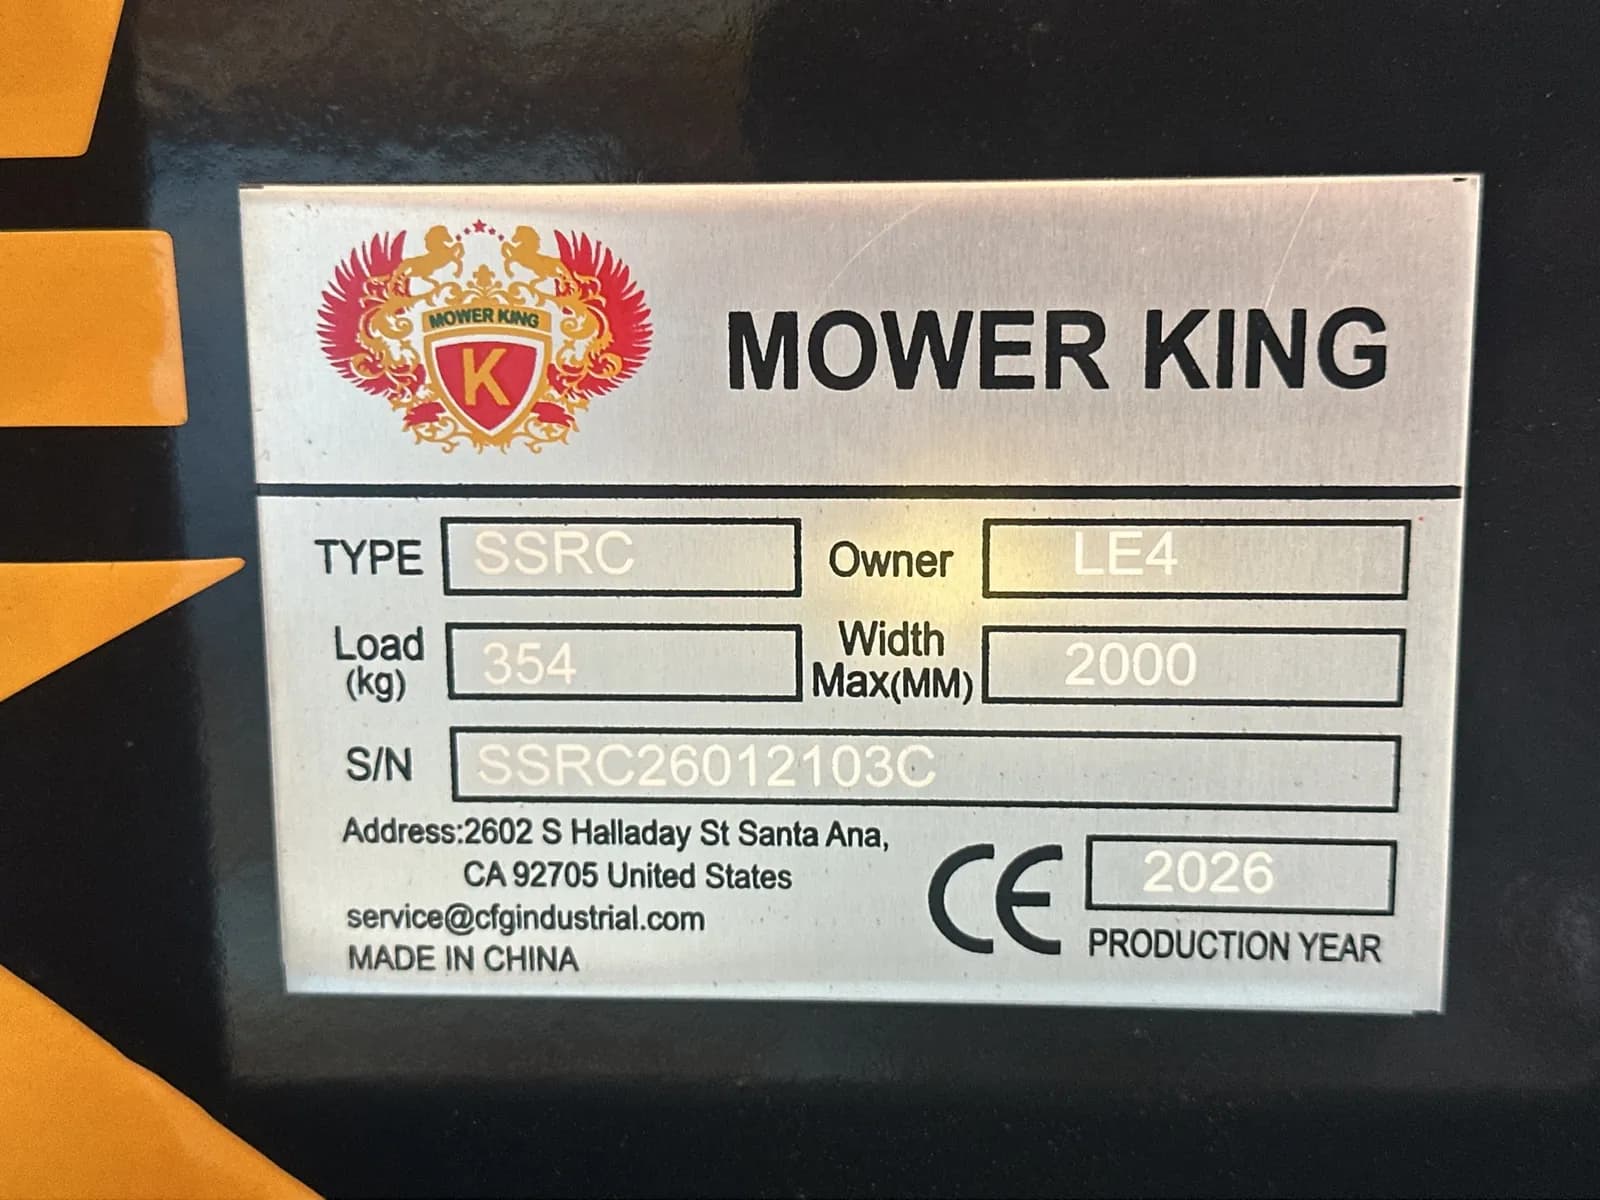 MOWER KING
K
MOWER KING
TYPE SSRC Owner LE4
Load (kg) 354 Width Max(MM) 2000
S/N SSRC26012103C
Address:2602 S Halladay St Santa Ana,
CA 92705 United States
service@cfgindustrial.com
MADE IN CHINA
CE 2026
PRODUCTION YEAR